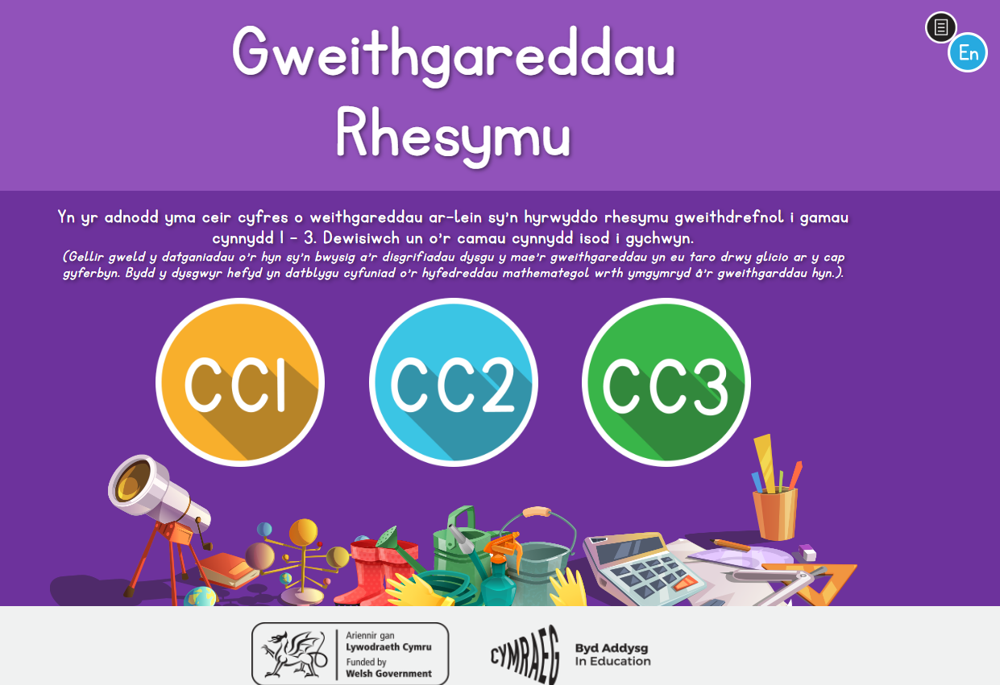 Gweithgareddau
Rhesymu
En
Yn yr adnodd yma ceir cyfres o weithgareddau ar-lein sy'n hyrwyddo rhesymu gweithdrefnol i gamau
cynnydd 1 - 3. Dewisiwch un o'r camau cynnydd isod i gychwyn.
(Gellir gweld y datganiadau o'r hyn sy'n bwysig a'r disgrifiadau dysgu y mae'r gweithgareddau yn eu taro drwy glicio ar y cap
gyferbyn. Bydd y dysgwyr hefyd yn datblygu cyfuniad o'r hyfedreddau mathemategol wrth ymgymryd â'r gweithgarddau hyn.).
CC1
CC2
CC3
Ariennir gan
Lywodraeth Cymru
Funded by
Welsh Government
CYMRAEG
Byd Addysg
In Education